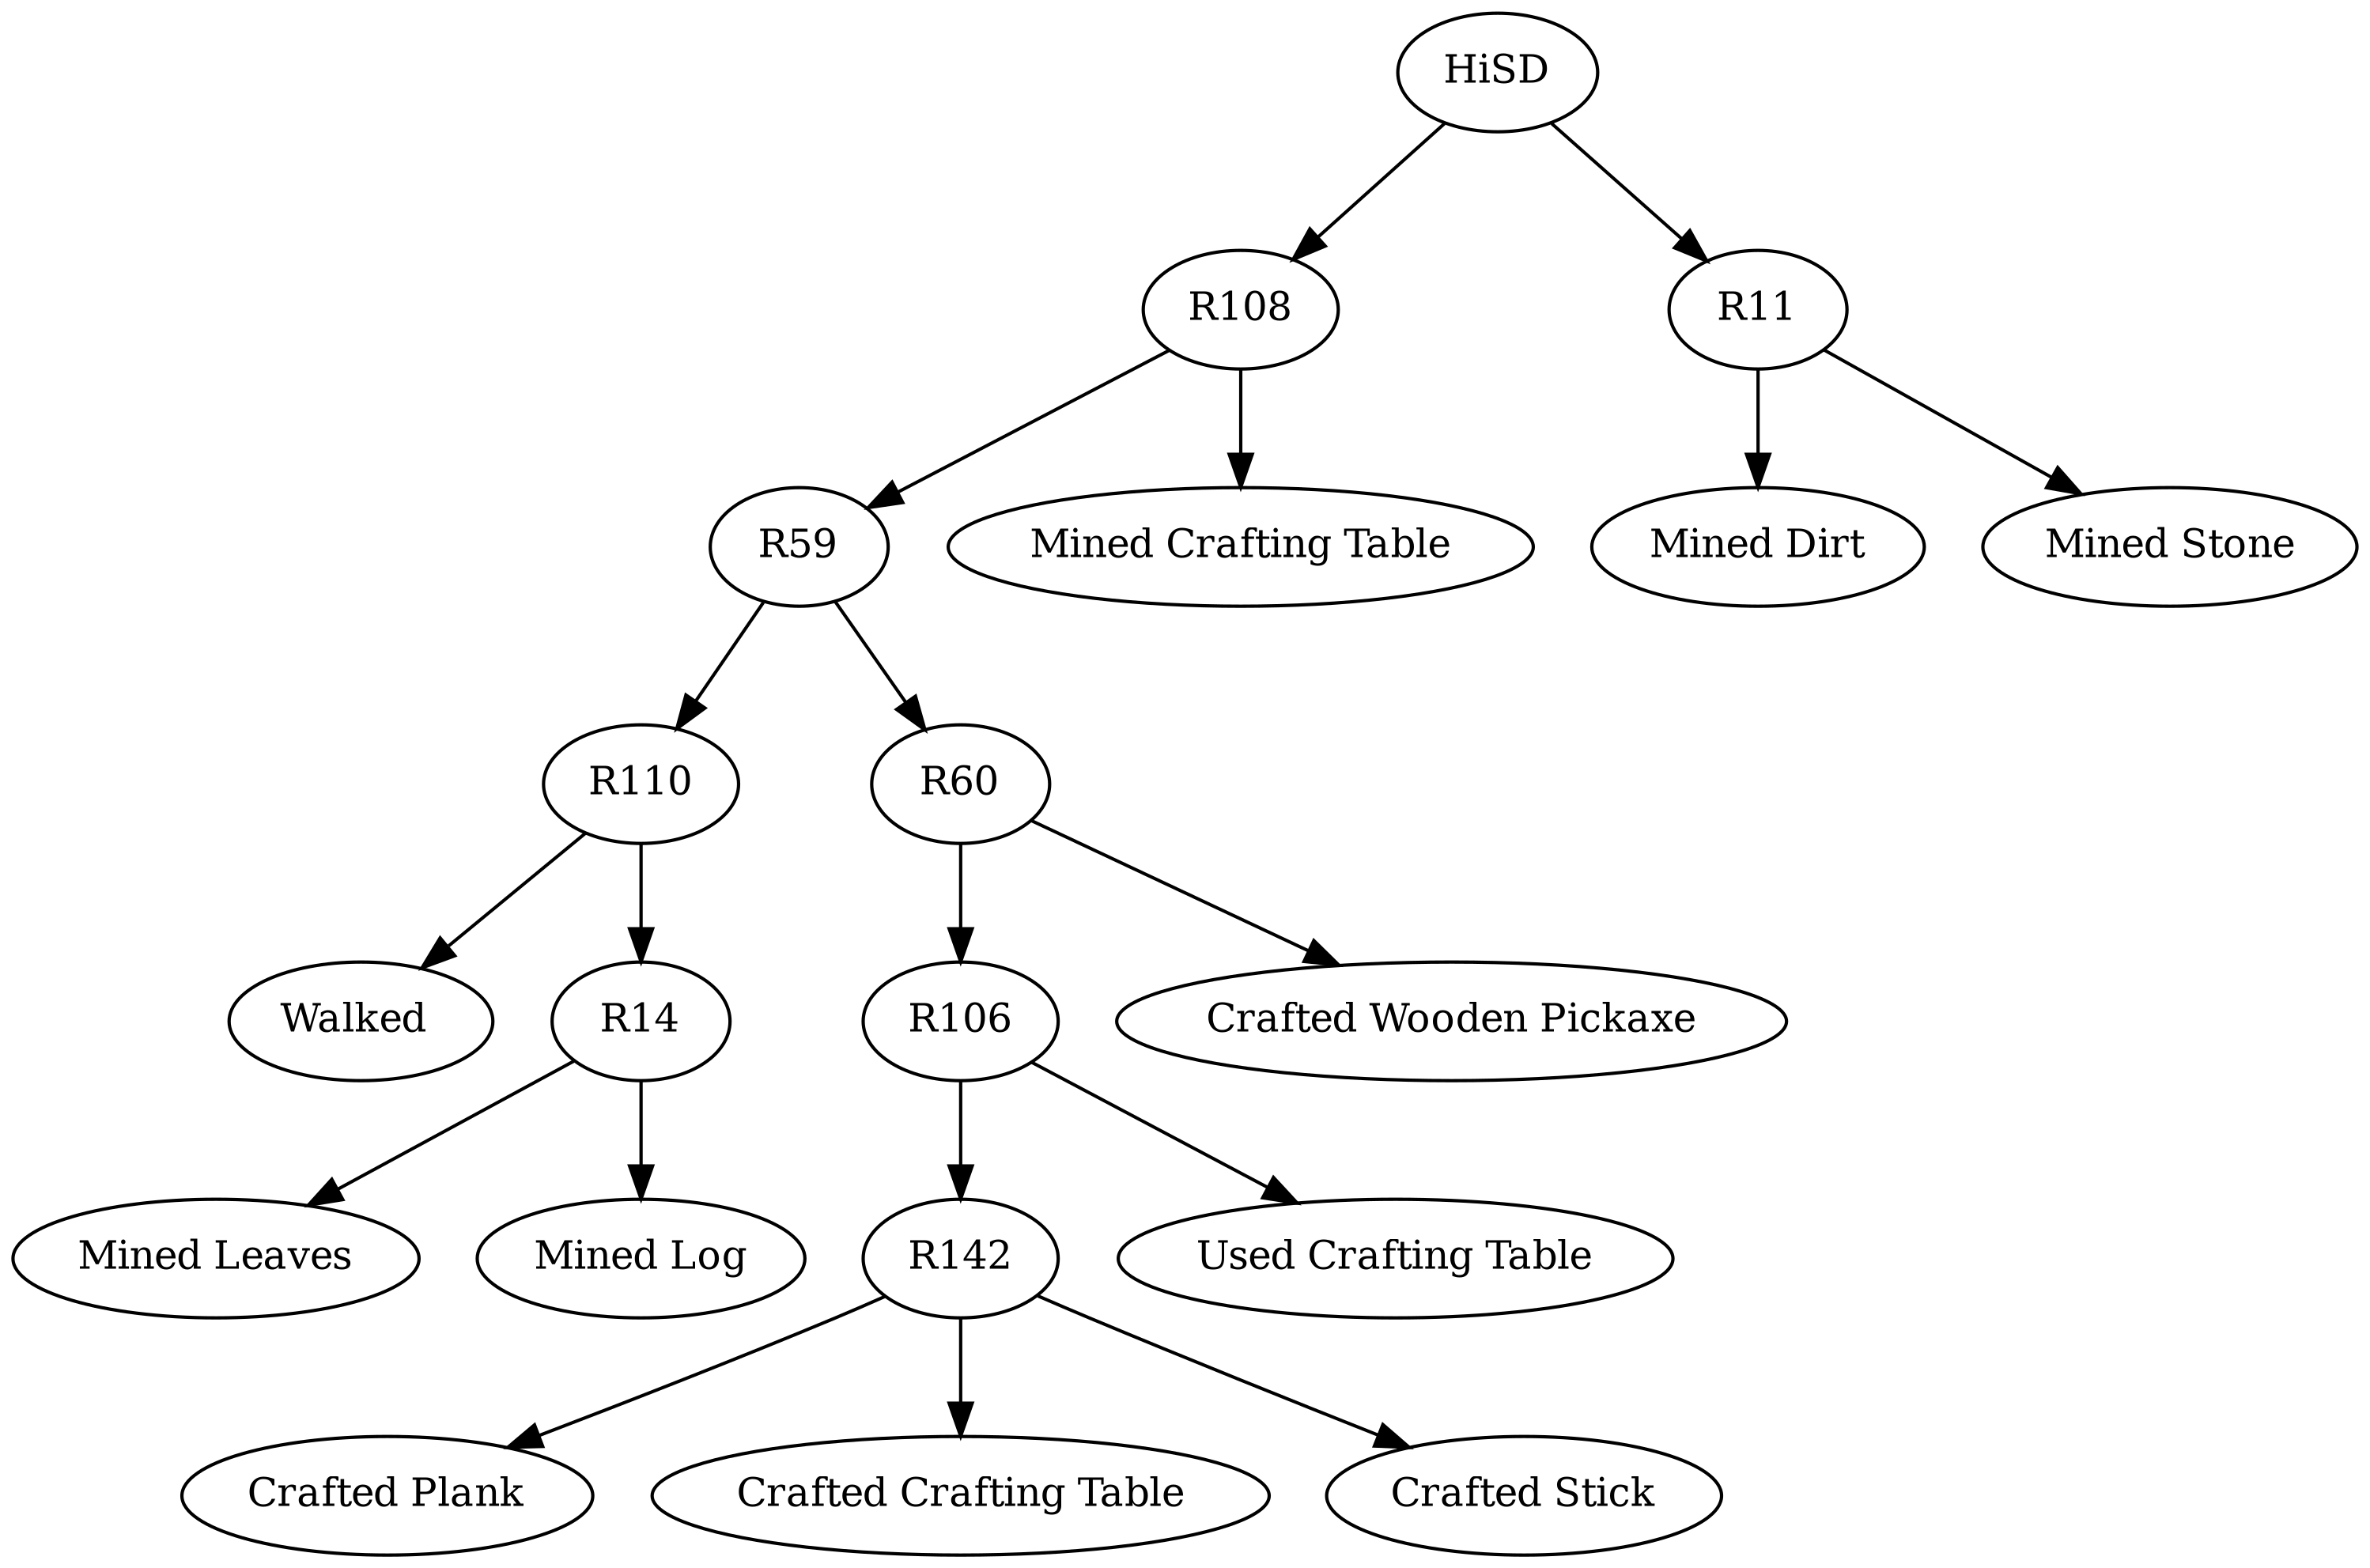 HiSD
R108
R11
R59
Mined Crafting Table
Mined Dirt
Mined Stone
R110
R60
Walked
R14
R106
Crafted Wooden Pickaxe
Mined Leaves
Mined Log
R142
Used Crafting Table
Crafted Plank
Crafted Crafting Table
Crafted Stick